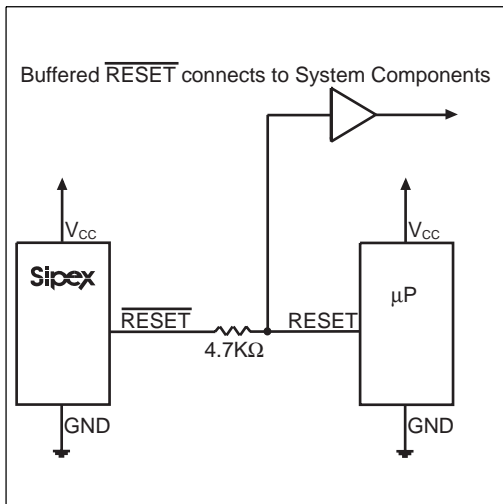 Buffered RESET connects to System Components
VCC
VCC
Sipex
µP
RESET
RESET
4.7KΩ
GND
GND